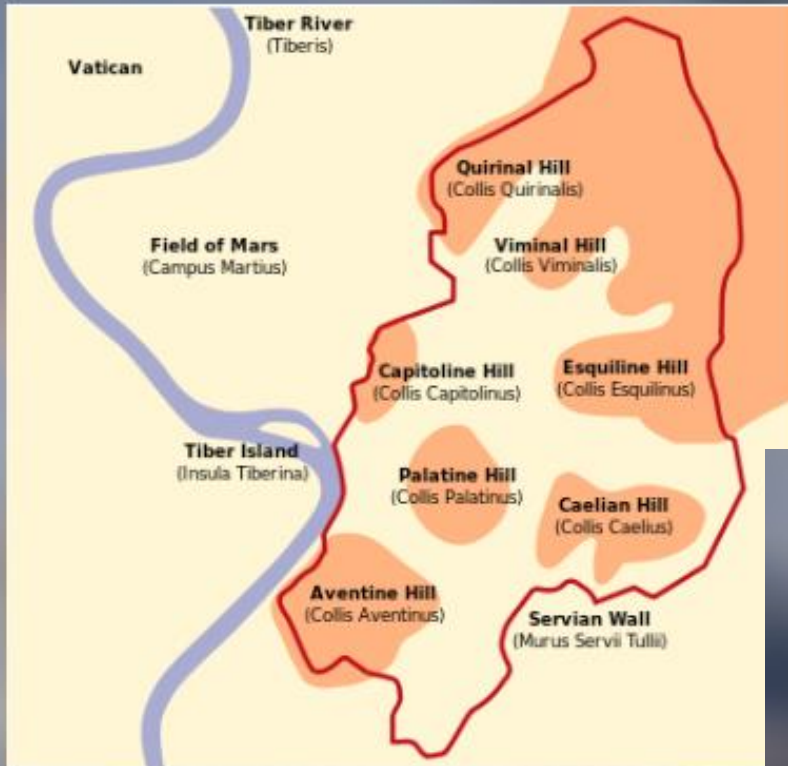 Tiber River
(Tiberis)
Vatican
Quirinal Hill
(Collis Quirinalis)
Field of Mars
(Campus Martius)
Viminal Hill
(Collis Viminalis)
Capitoline Hill
(Collis Capitolinus)
Esquiline Hill
(Collis Esquilinus)
Tiber Island
(Insula Tiberina)
Palatine Hill
(Collis Palatinus)
Caelian Hill
(Collis Caelius)
Aventine Hill
(Collis Aventinus)
Servian Wall
(Murus Servii Tullii)